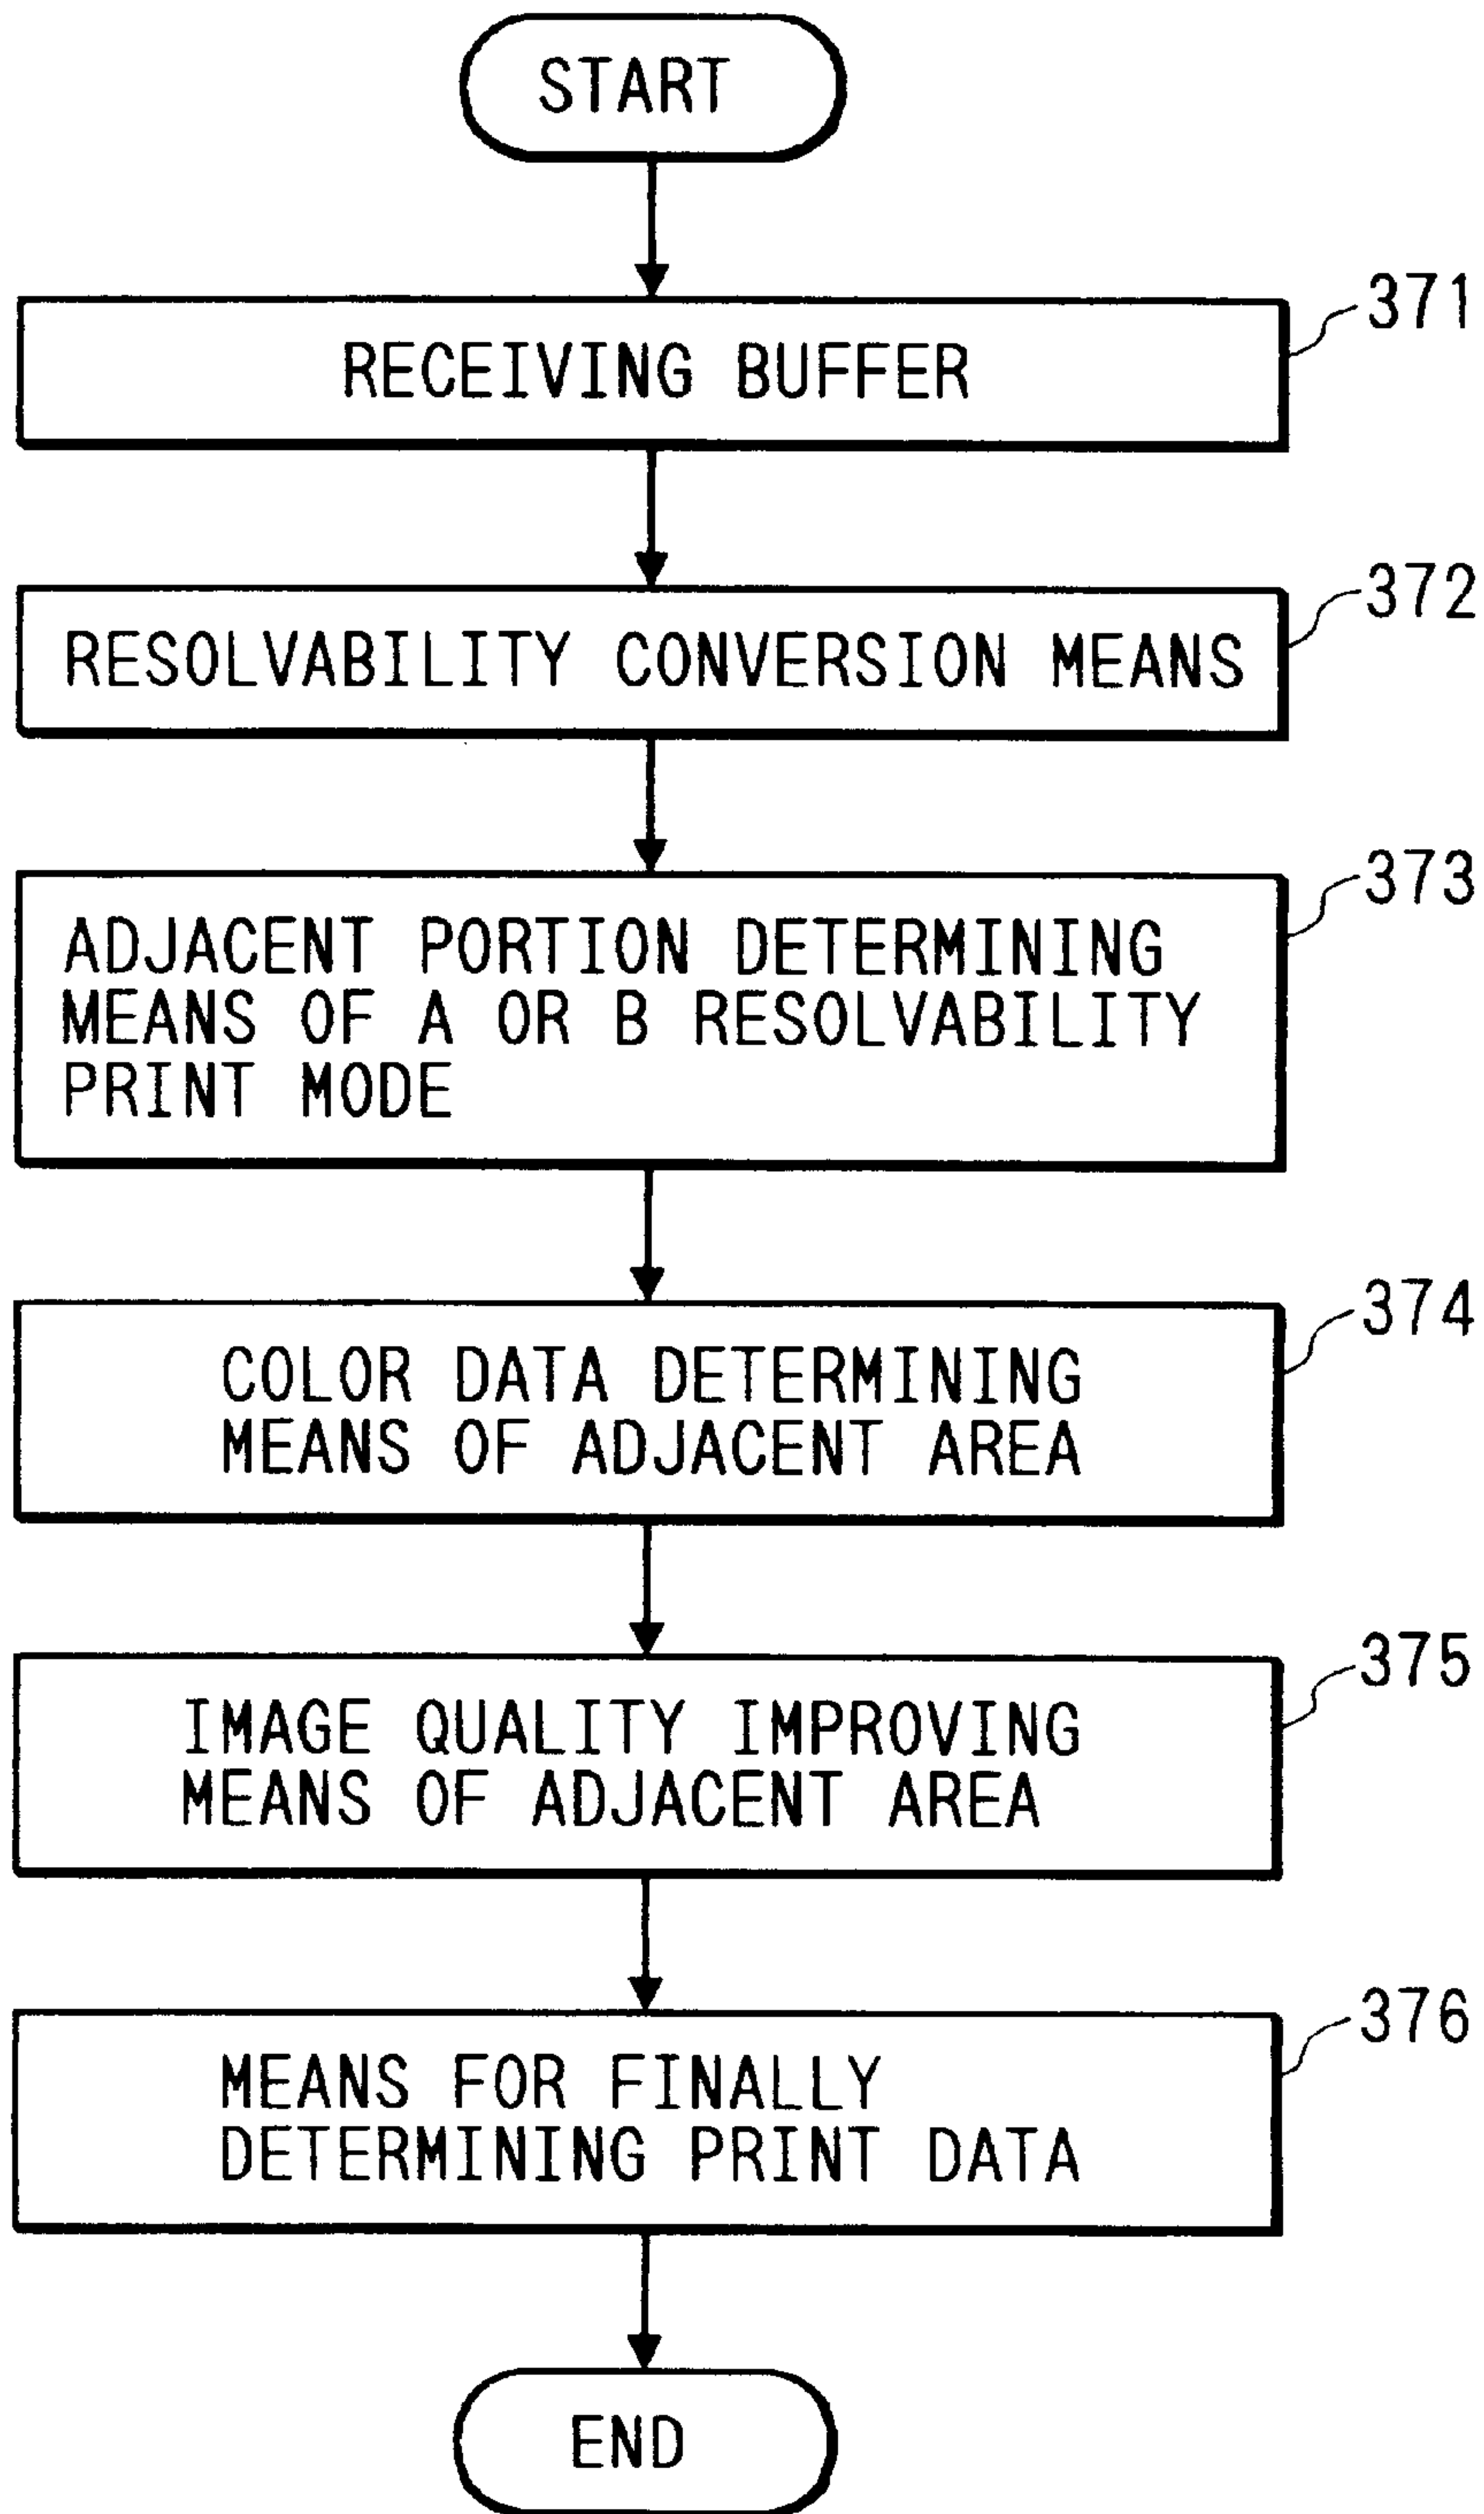 START
371
RECEIVING BUFFER
372
RESOLVABILITY CONVERSION MEANS
373
ADJACENT PORTION DETERMINING
MEANS OF A OR B RESOLVABILITY
PRINT MODE
374
COLOR DATA DETERMINING
MEANS OF ADJACENT AREA
375
IMAGE QUALITY IMPROVING
MEANS OF ADJACENT AREA
376
MEANS FOR FINALLY
DETERMINING PRINT DATA
END